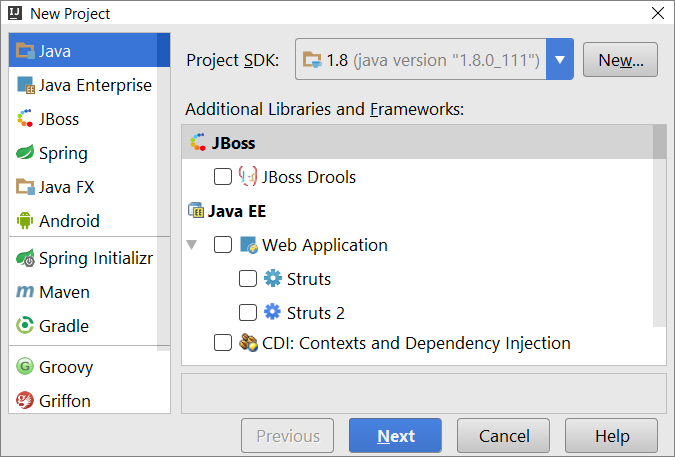 New Project
Java
Java Enterprise
JBoss
Spring
Java FX
Android
Spring Initializr
Maven
Gradle
Groovy
Griffon
Project SDK: 1.8 (java version "1.8.0_111") New...
Additional Libraries and Frameworks:
JBoss
JBoss Drools
Java EE
Web Application
Struts
Struts 2
CDI: Contexts and Dependency Injection
Previous Next Cancel Help